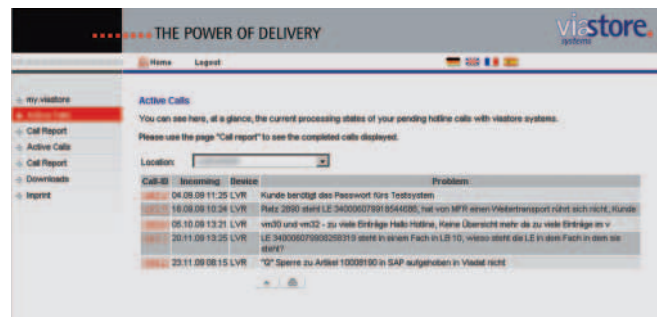 THE POWER OF DELIVERY
viastore
systems
Home Logout
my.viastore
Active Calls
Call Report
Active Calls
Call Report
Downloads
Imprint
Active Calls
You can see here, at a glance, the current processing states of your pending hotline calls with viastore systems.
Please use the page "Call report" to see the completed calls displayed.
Location:
Call-ID Incoming Device Problem
04.09.09 11:25 LVR Kunde benötigt das Passwort fürs Testsystem
16.09.09 10:24 LVR Platz 2890 steht LE hat von MFR einen Weitertransport rührt sich nicht, Kunde
05.10.09 13:21 LVR vm30 und vm32 - zu viele Einträge Hallo Hotline, Keine Übersicht mehr da zu viele Einträge m v
20.11.09 13:25 LVR LE steht in einem Fach in LB 10, wieso steht die LE in dem Fach in dem sie
steht?
23.11.09 08:15 LVR "G" Sperre zu Artikel 10008190 in SAP aufgehoben in Viadat nicht